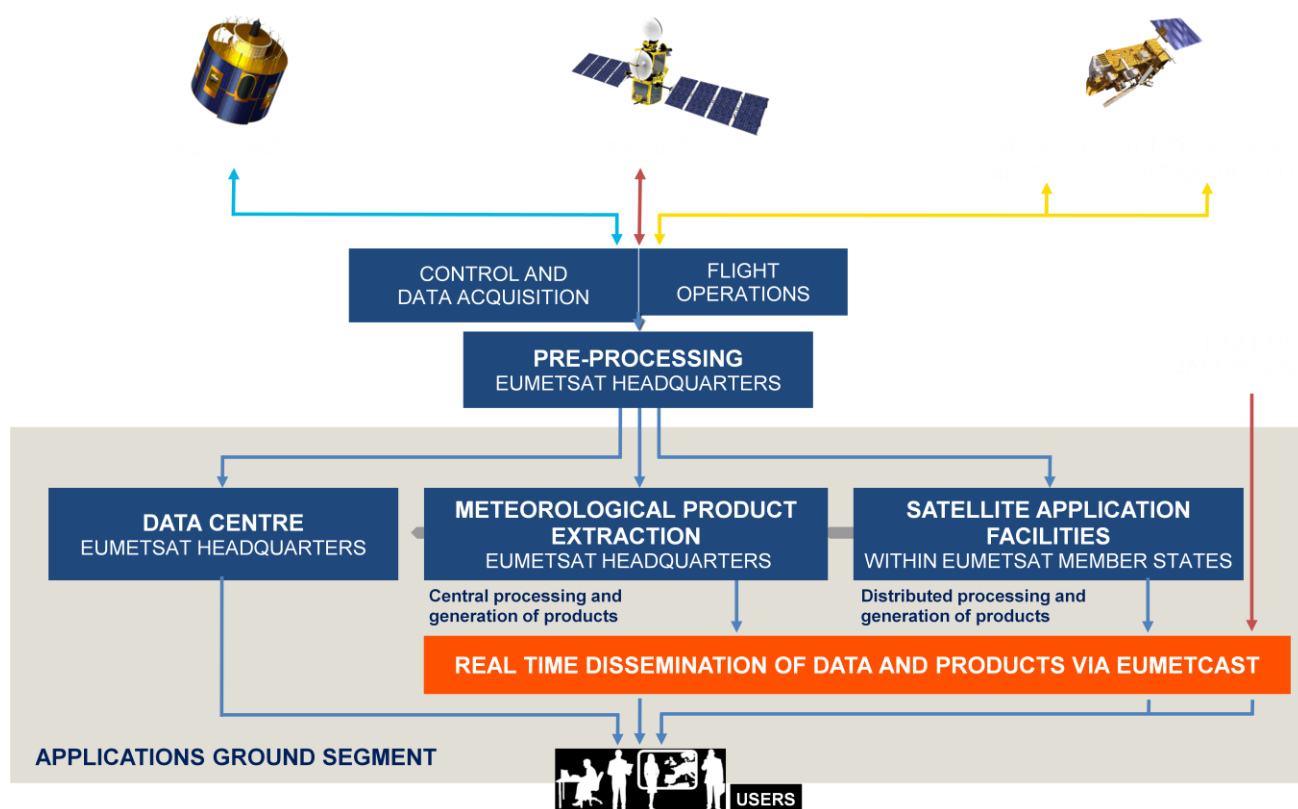 CONTROL AND
DATA ACQUISITION
FLIGHT
OPERATIONS
PRE-PROCESSING
EUMETSAT HEADQUARTERS
DATA CENTRE
EUMETSAT HEADQUARTERS
METEOROLOGICAL PRODUCT
EXTRACTION
EUMETSAT HEADQUARTERS
SATELLITE APPLICATION
FACILITIES
WITHIN EUMETSAT MEMBER STATES
Central processing and
generation of products
Distributed processing and
generation of products
REAL TIME DISSEMINATION OF DATA AND PRODUCTS VIA EUMETCAST
APPLICATIONS GROUND SEGMENT
USERS